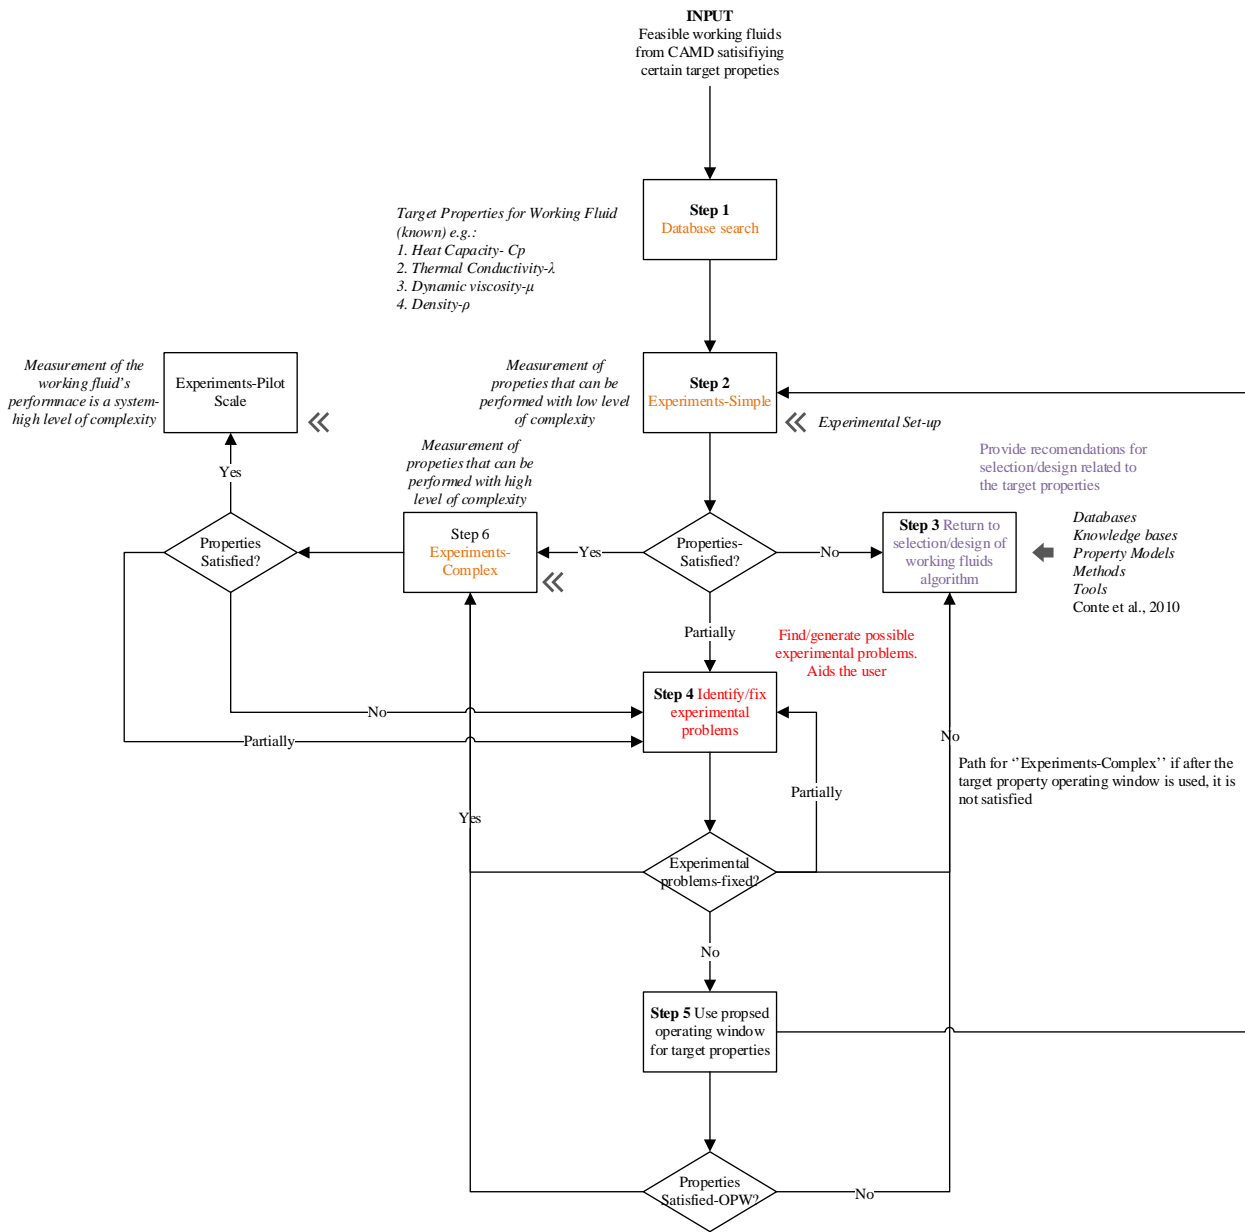 INPUT
Feasible working fluids
from CAMD satisifiying
certain target propeties
Step 1
Database search
Target Properties for Working Fluid
(known) e.g.:
1. Heat Capacity- Cp
2. Thermal Conductivity-λ
3. Dynamic viscosity-μ
4. Density-ρ
Measurement of the
working fluid's
performnace is a system-
high level of complexity
Experiments-Pilot
Scale
Measurement of
propeties that can be
performed with low level
of complexity
Step 2
Experiments-Simple
Experimental Set-up
Measurement of
propeties that can be
performed with high
level of complexity
Provide recomendations for
selection/design related to
the target properties
Yes
Properties
Satisfied?
Step 6
Experiments-
Complex
Yes
Properties-
Satisfied?
No
Step 3 Return to
selection/design of
working fluids
algorithm
Databases
Knowledge bases
Property Models
Methods
Tools
Conte et al., 2010
Partially
Find/generate possible
experimental problems.
Aids the user
Step 4 Identify/fix
experimental
problems
No
Partially
No
Path for ‘’Experiments-Complex’’ if after the
target property operating window is used, it is
not satisfied
Partially
Yes
Experimental
problems-fixed?
No
Step 5 Use propsed
operating window
for target properties
Properties
Satisfied-OPW?
No